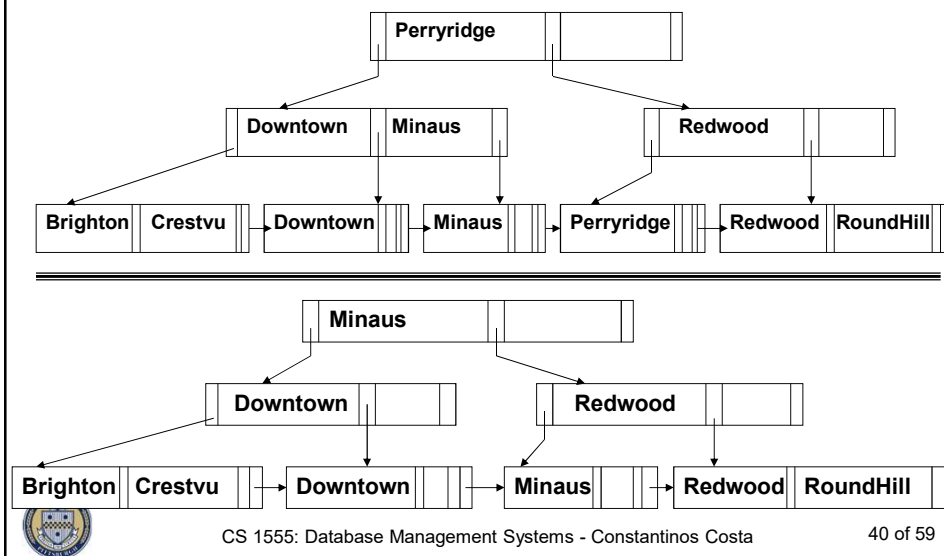 Perryridge
Downtown Minaus Redwood
Brighton Crestvu Downtown Minaus Perryridge Redwood RoundHill
Minaus
Downtown Redwood
Brighton Crestvu Downtown Minaus Redwood RoundHill
CS 1555: Database Management Systems - Constantinos Costa 40 of 59